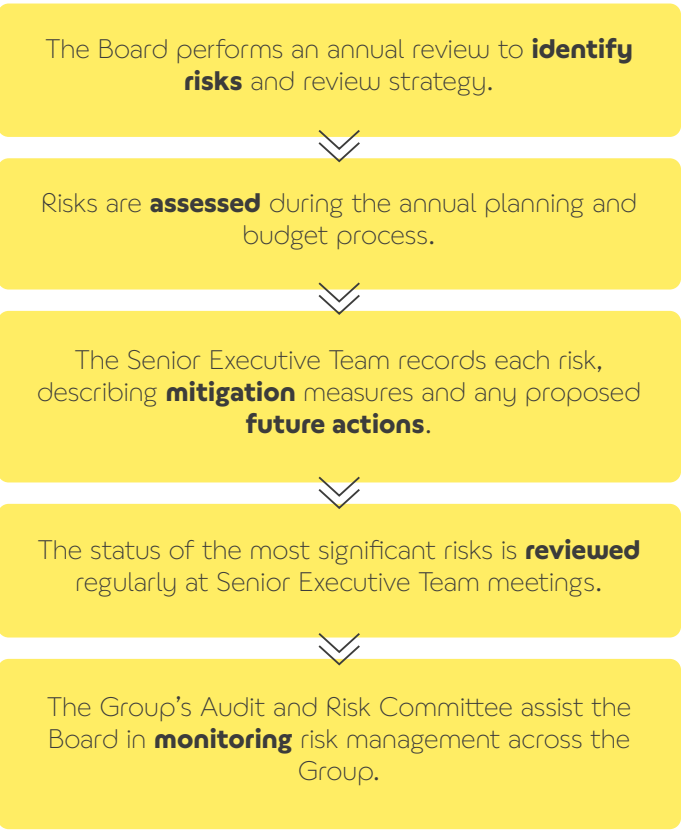 The Board performs an annual review to identify
risks and review strategy.
Risks are assessed during the annual planning and
budget process.
The Senior Executive Team records each risk,
describing mitigation measures and any proposed
future actions.
The status of the most significant risks is reviewed
regularly at Senior Executive Team meetings.
The Group’s Audit and Risk Committee assist the
Board in monitoring risk management across the
Group.